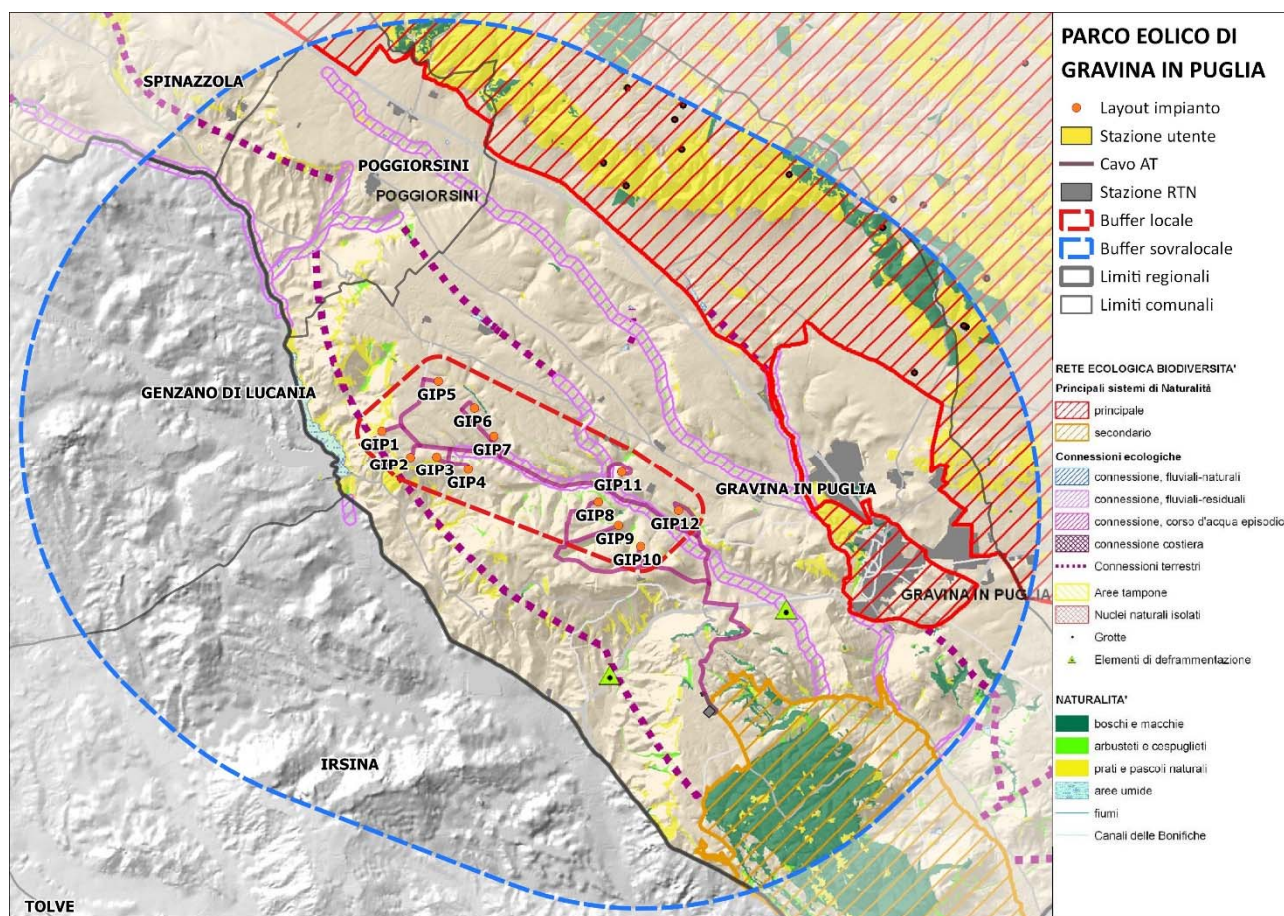 SPINAZZOLA
POGGIORSINI
POGGIORSINI
GENZANO DI LUCANIA
GIP5
GIP6
GIP1
GIP7
GIP2
GIP3
GIP4
GIP11
GRAVINA IN PUGLIA
GIP8
GIP12
GIP9
GIP10
GRAVINA IN PUGLIA
IRSINA
TOLVE
PARCO EOLICO DI
GRAVINA IN PUGLIA
Layout impianto
Stazione utente
Cavo AT
Stazione RTN
Buffer locale
Buffer sovralocale
Limiti regionali
Limiti comunali
RETE ECOLOGICA BIODIVERSITA'
Principali sistemi di Naturalità
principale
secondario
Connessioni ecologiche
connessione, fluviali-naturali
connessione, fluviali-residuali
connessione, corso d'acqua episodico
connessione costiera
Connessioni terrestri
Aree tampone
Nuclei naturali isolati
Grotte
Elementi di deframmentazione
NATURALITA'
boschi e macchie
arbusteti e cespuglieti
prati e pascoli naturali
aree umide
fiumi
Canali delle Bonifiche